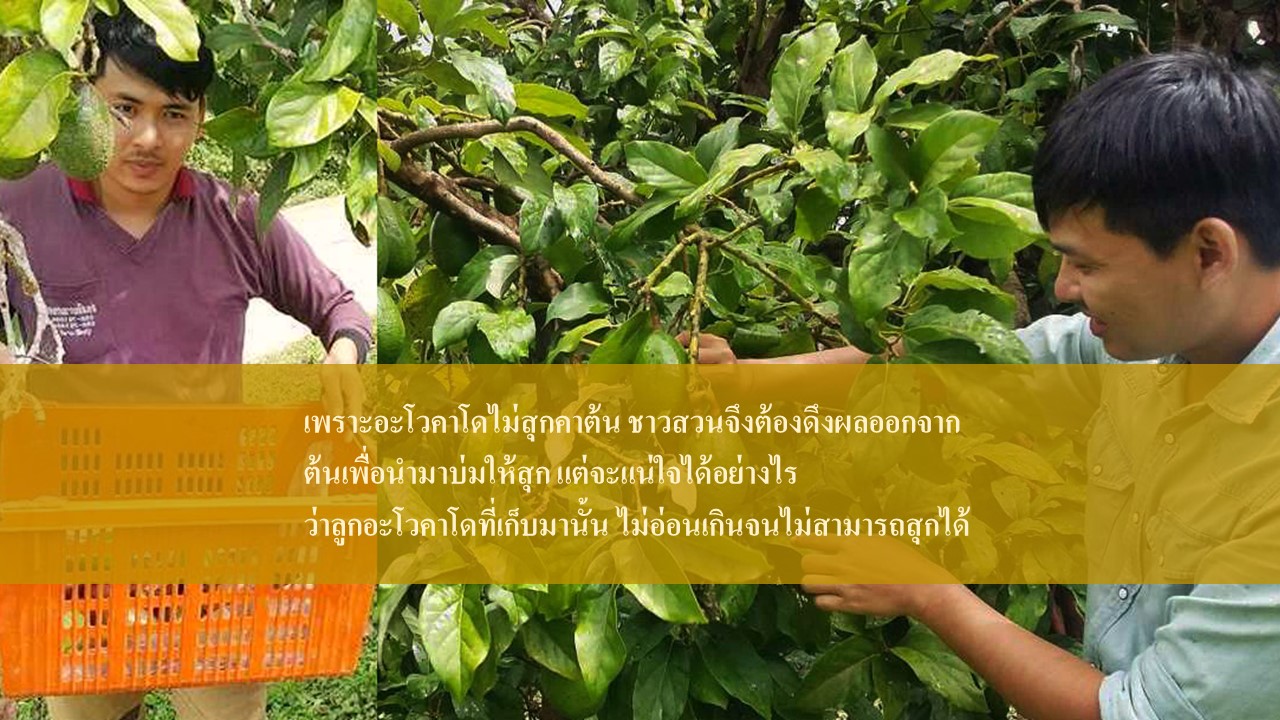 เพราะอะโวคาโดไม่สุกคาต้น ชาวสวนจึงต้องดึงผลออกจาก
ต้นเพื่อนำมาบ่มให้สุก แต่จะแน่ใจได้อย่างไร
ว่าลูกอะโวคาโดที่เก็บมานั้น ไม่อ่อนเกินจนไม่สามารถสุกได้